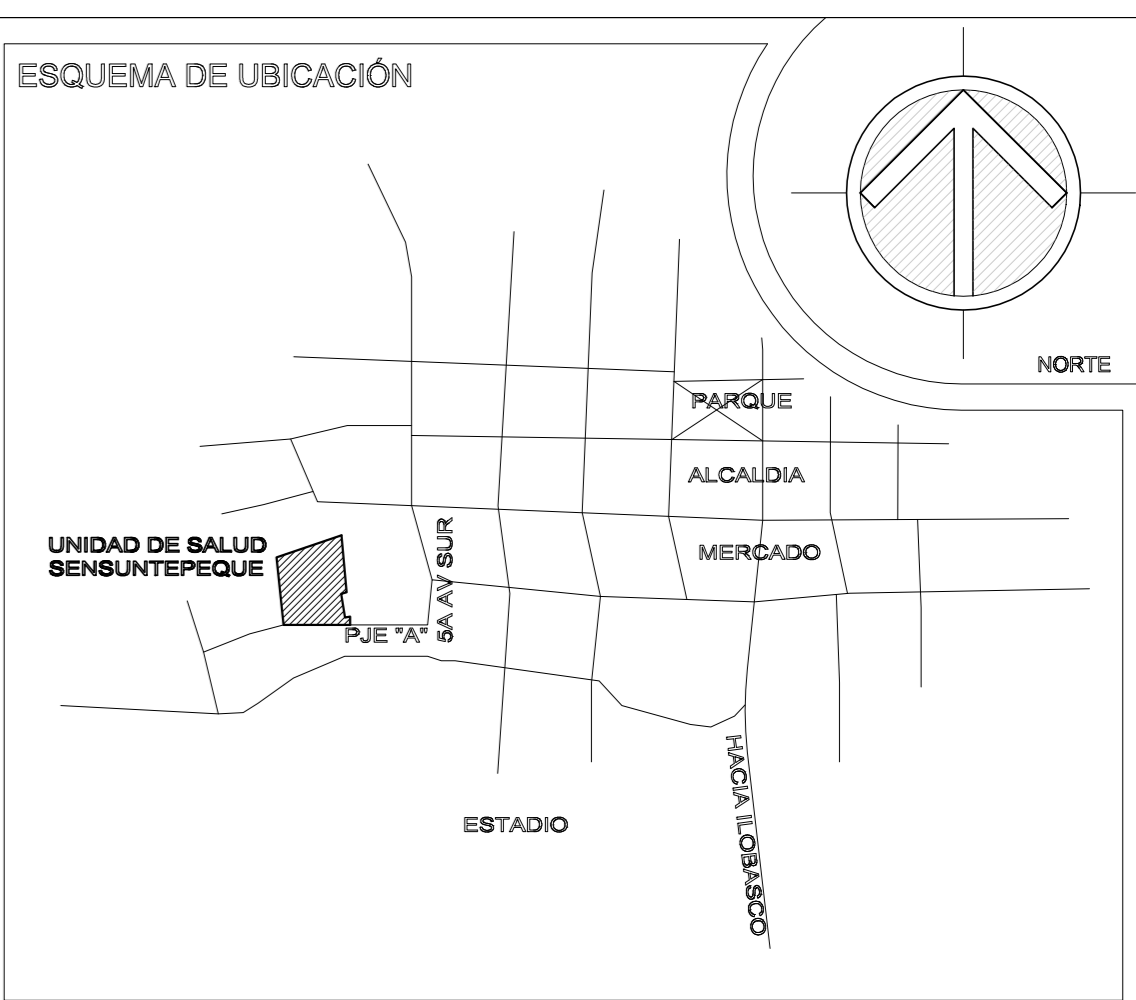 ESQUEMA DE UBICACIÓN
NORTE
PARQUE
ALCALDIA
MERCADO
UNIDAD DE SALUD
SENSUNTEPEQUE
5A AV SUR
PJE "A"
HACIA ILOBASCO
ESTADIO